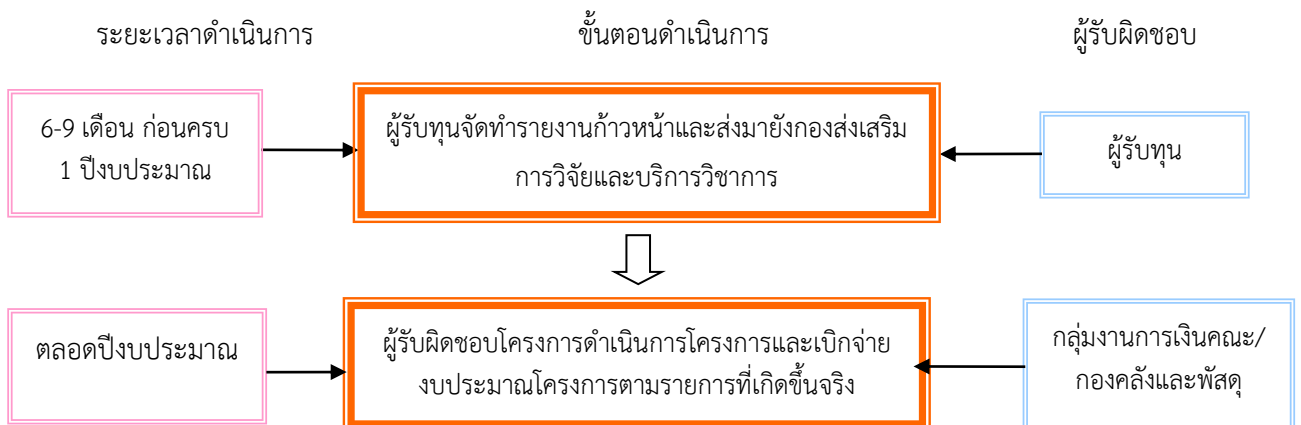 ระยะเวลาดำเนินการ
ขั้นตอนดำเนินการ
ผู้รับผิดชอบ
6-9 เดือน ก่อนครบ
1 ปีงบประมาณ
ผู้รับทุนจัดทำรายงานก้าวหน้าและส่งมายังกองส่งเสริม
การวิจัยและบริการวิชาการ
ผู้รับทุน
ตลอดปีงบประมาณ
ผู้รับผิดชอบโครงการดำเนินการโครงการและเบิกจ่าย
งบประมาณโครงการตามรายการที่เกิดขึ้นจริง
กลุ่มงานการเงินคณะ/
กองคลังและพัสดุ